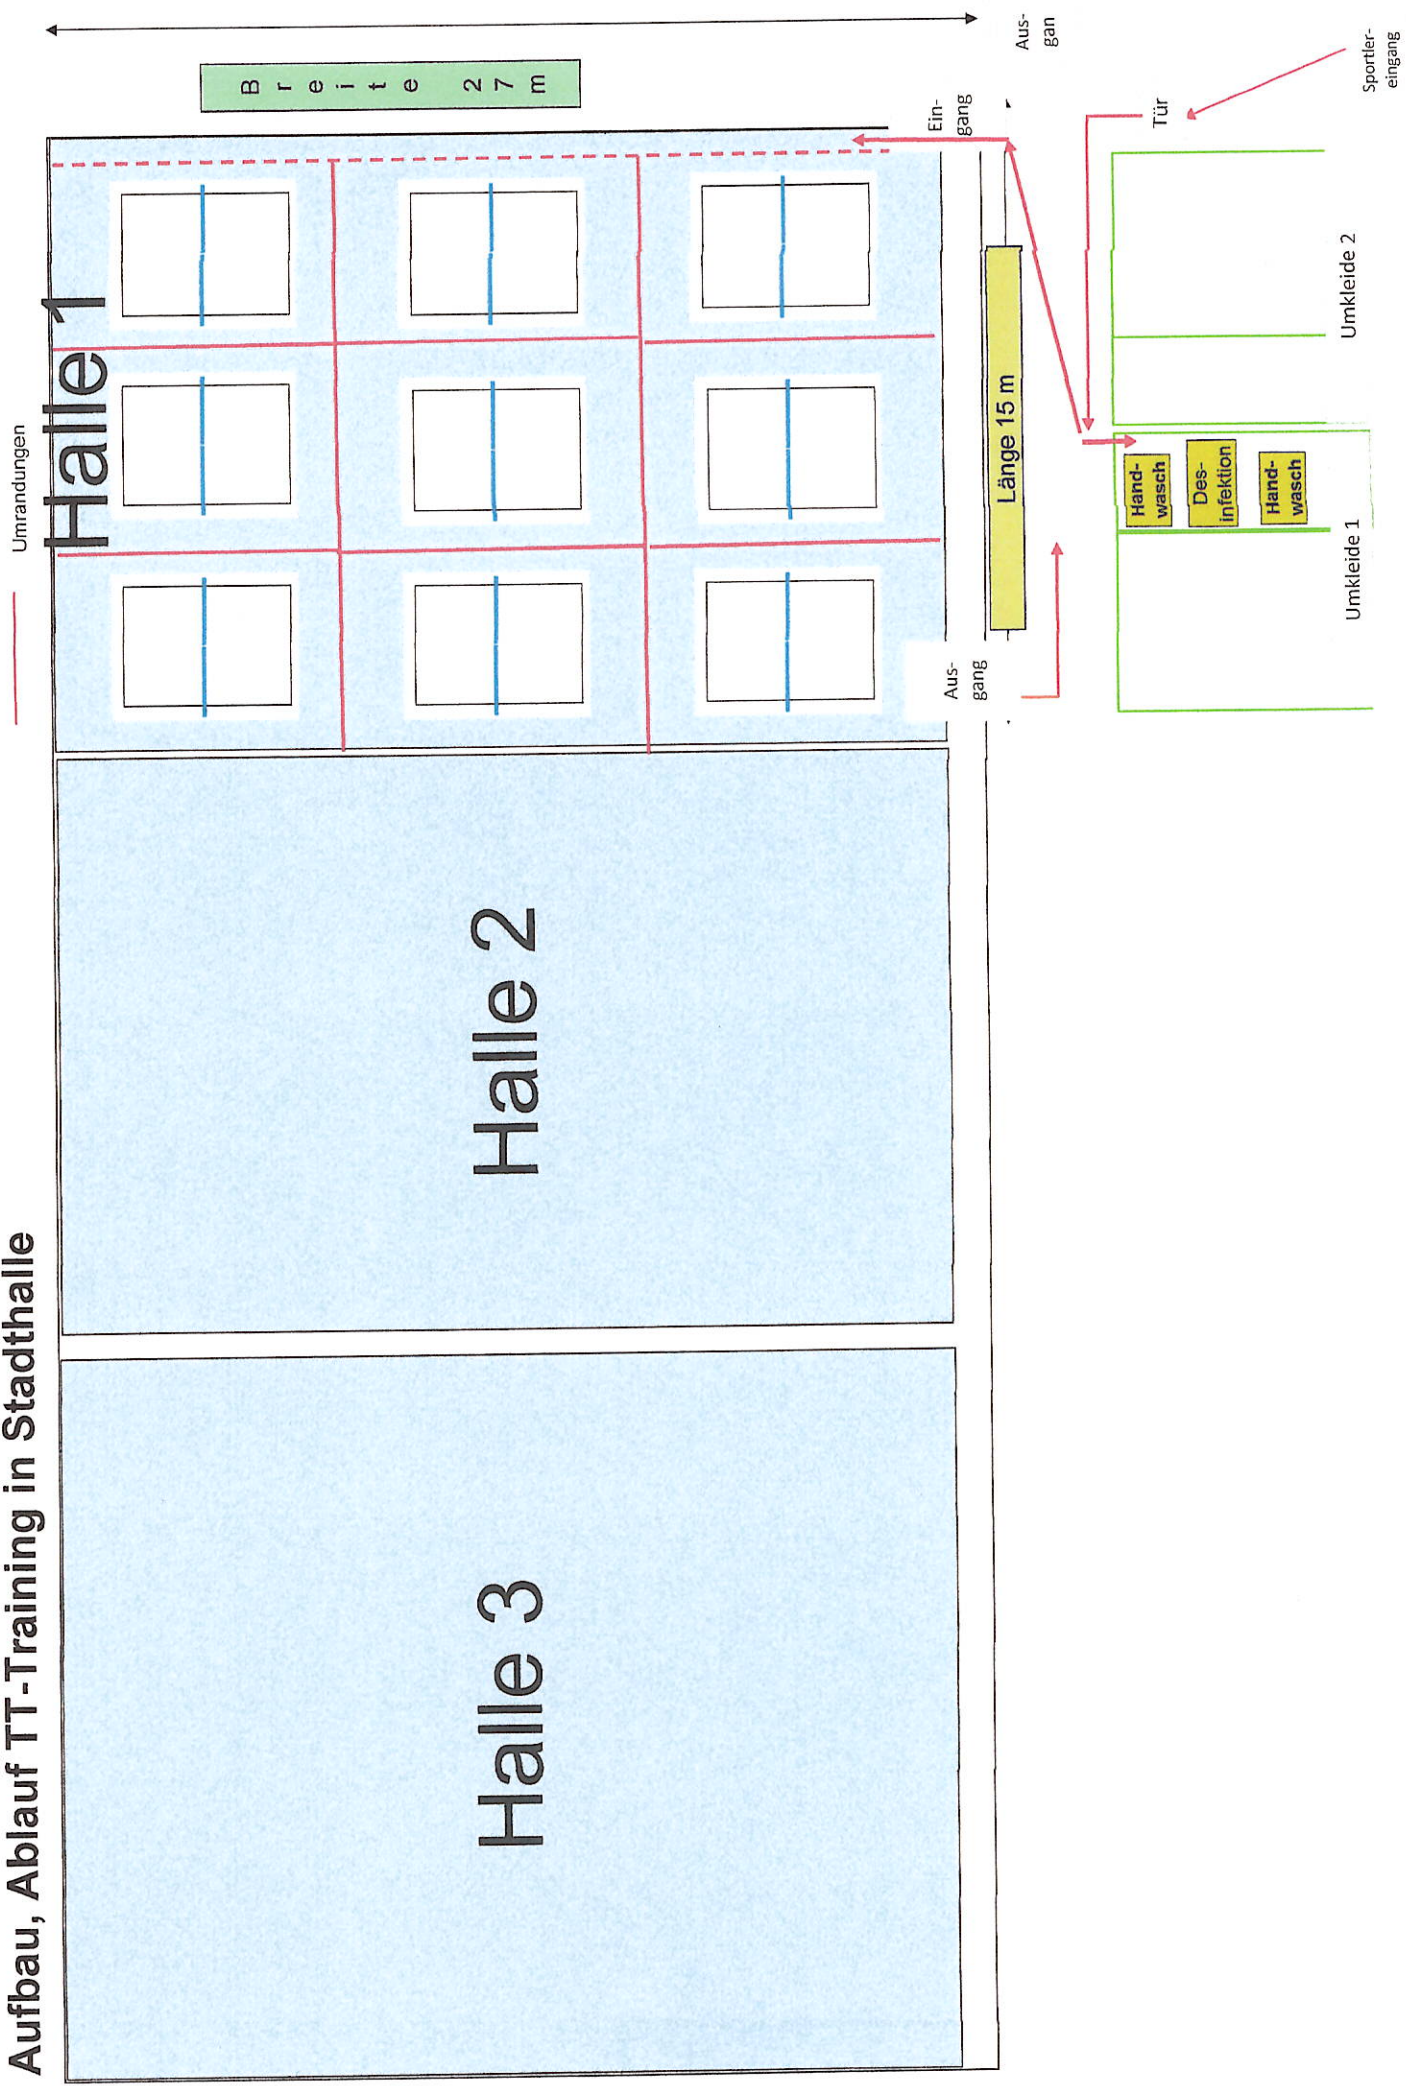 Aufbau, Ablauf TT-Training in Stadthalle
Umrandungen
Halle 3
Halle 2
Halle 1
Breite 27m
Länge 15 m
Aus-
gang
Ein-
gang
Aus-
gan
Hand-
wasch
Des-
infektion
Hand-
wasch
Tür
Sportler-
eingang
Umkleide 1
Umkleide 2